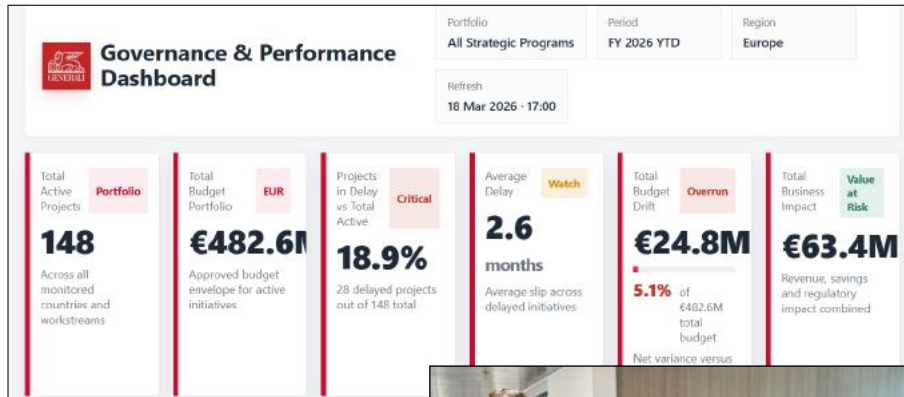 Portfolio
All Strategic Programs
Period
FY 2026 YTD
Region
Europe
GENERALI
Governance & Performance
Dashboard
Refresh
18 Mar 2026 · 17:00
Total
Active
Projects
Portfolio
148
Across all
monitored
countries and
workstreams
Total
Budget
Portfolio
EUR
€482.6M
Approved budget
envelope for active
initiatives
Projects
in Delay
vs Total
Active
Critical
18.9%
28 delayed projects
out of 148 total
Average
Delay
Watch
2.6
months
Average slip across
delayed initiatives
Total
Budget
Drift
Overrun
€24.8M
5.1%
of
€482.6M
total
budget
Net variance versus
Total
Business
Impact
Value
at
Risk
€63.4M
Revenue, savings
and regulatory
impact combined